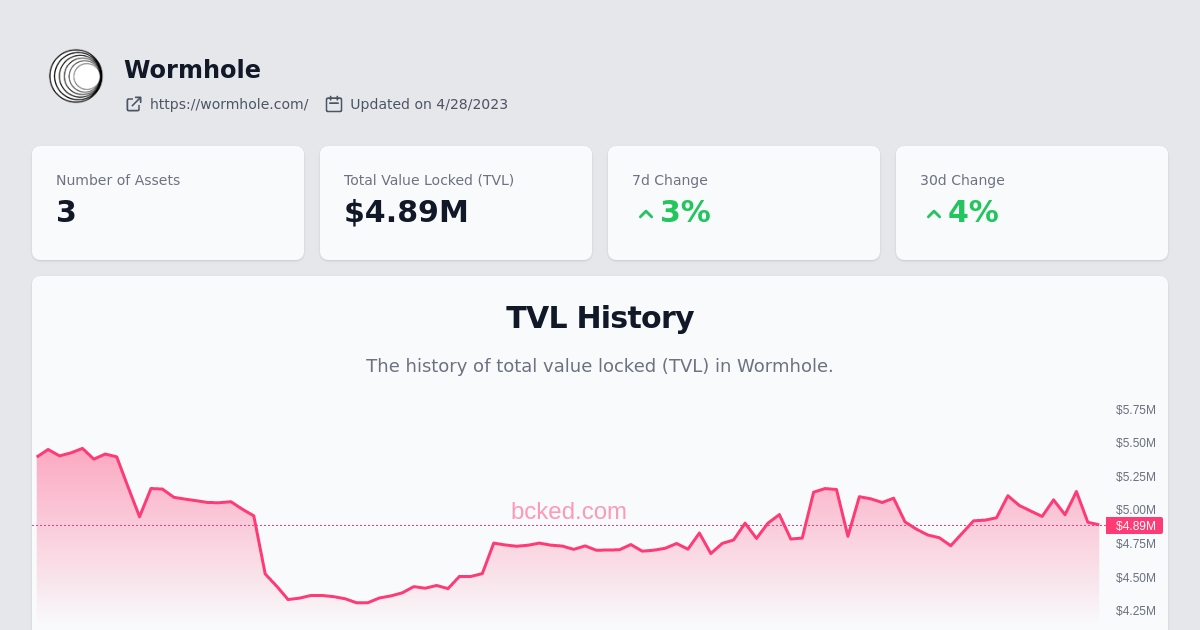 Wormhole
https://wormhole.com/ Updated on 4/28/2023
Number of Assets
3
Total Value Locked (TVL)
$4.89M
7d Change
3%
30d Change
4%
TVL History
The history of total value locked (TVL) in Wormhole.
bcked.com
$5.75M
$5.50M
$5.25M
$5.00M
$4.89M
$4.75M
$4.50M
$4.25M